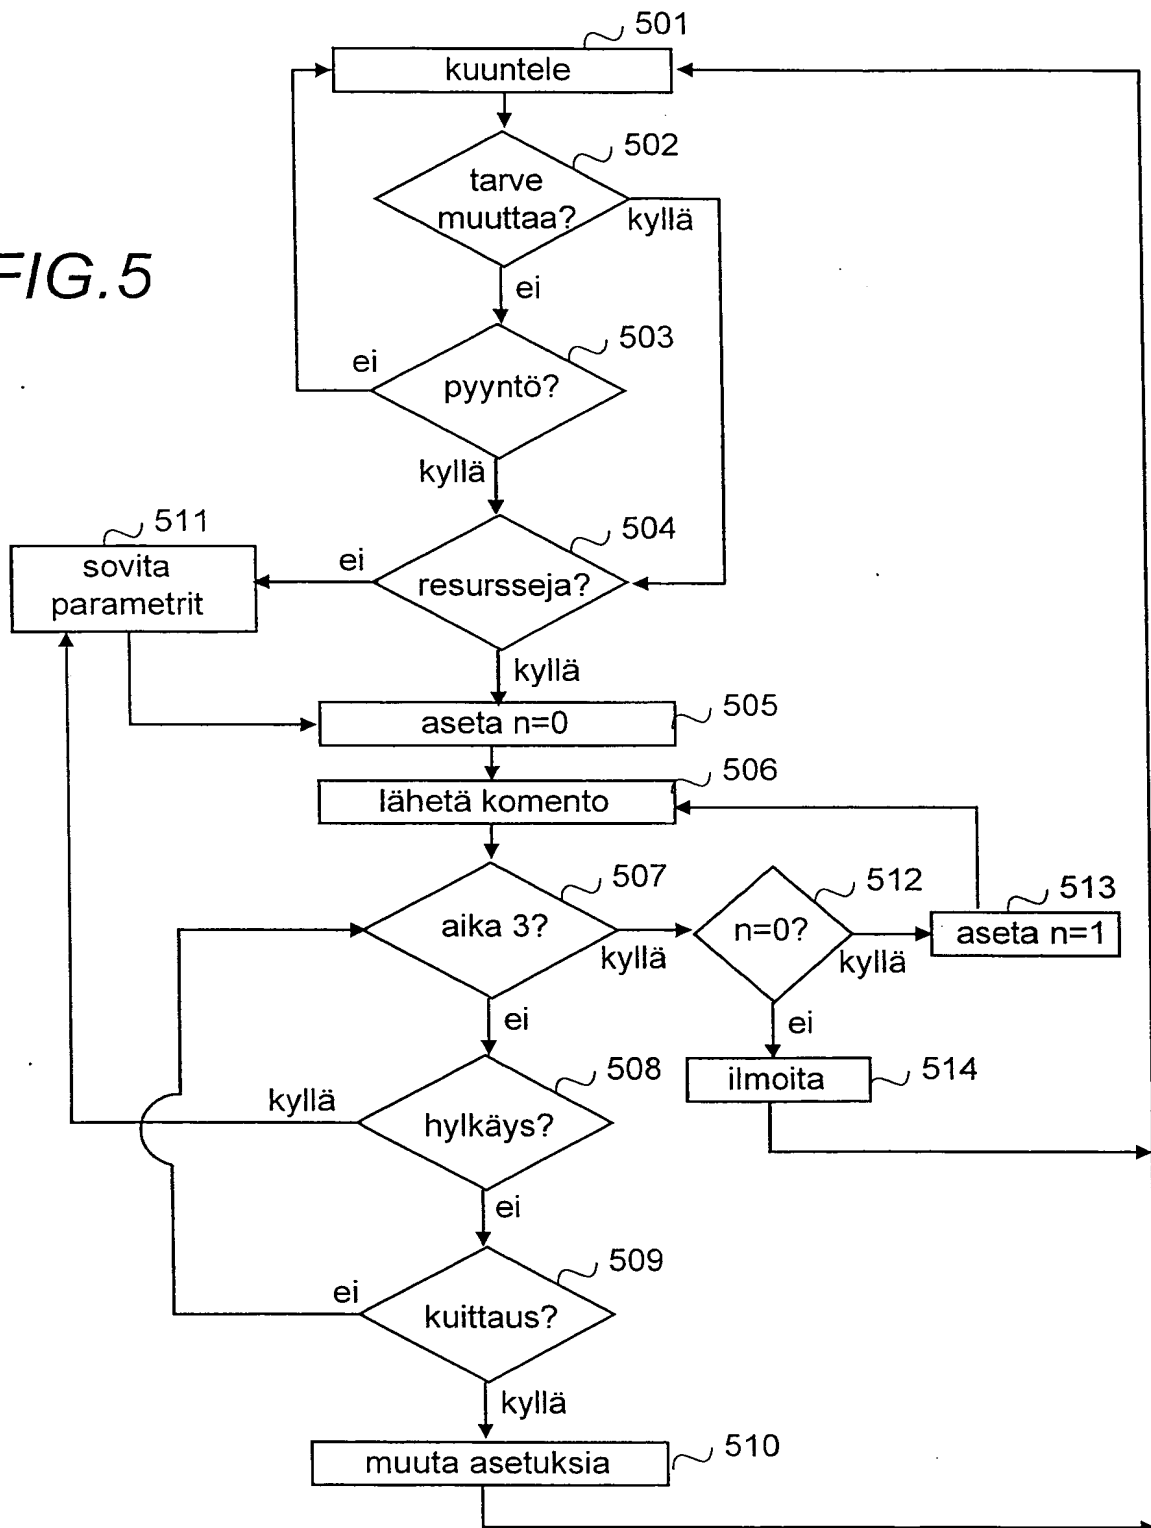 501
kuuntele
502
tarve
muuttaa?
kyllä
FIG.5
ei
503
ei
pyyntö?
kyllä
511
504
sovita
parametrit
ei
resursseja?
kyllä
505
aseta n=0
506
lähetä komento
507
512
513
aika 3?
n=0?
aseta n=1
kyllä
kyllä
ei
ei
508
ilmoita
514
kyllä
hylkäys?
ei
509
ei
kuittaus?
kyllä
510
muuta asetuksia